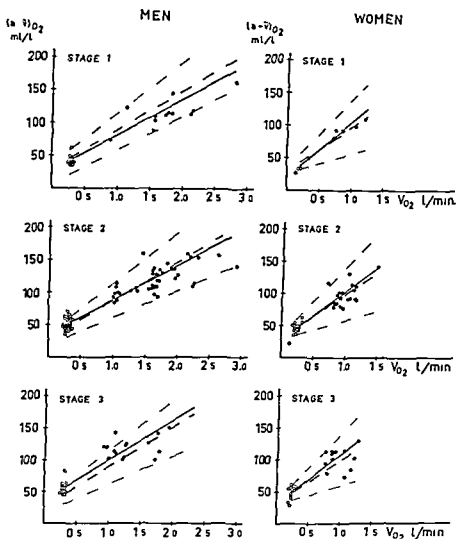 MEN
WOMEN
(a v̄)O2
ml/l
(a-v̄)O2
ml/l
200
150
100
50
STAGE 1
0 5 1 0 1 5 2 0 2 5 3 0
200
150
100
50
STAGE 1
0 5 1 0 1 5 V̇O2 l/min.
200
150
100
50
STAGE 2
0 5 1 0 1 5 2 0 2 5 3 0
200
150
100
50
STAGE 2
0 5 1 0 1 5 V̇O2 l/min
200
150
100
50
STAGE 3
0 5 1 0 1 5 2 0 2 5 3 0
200
150
100
50
STAGE 3
0 5 1 0 1 5 V̇O2 l/min